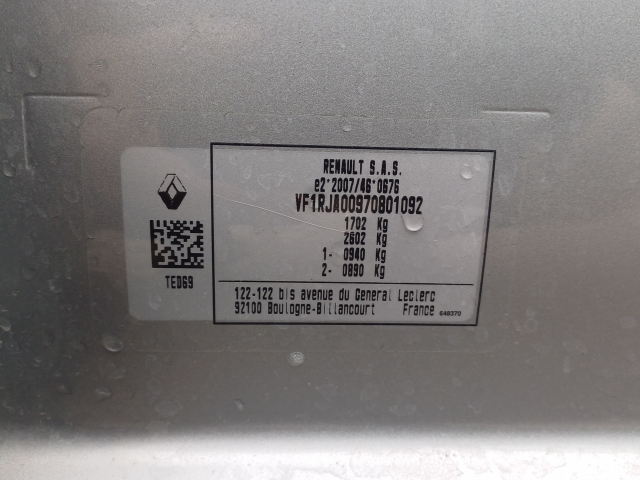 RENAULT S.A.S.
e2*2007/46*0676
VF1RJA00970801092
1702 Kg
2602 Kg
1- 0940 Kg
2- 0890 Kg
TED69
122-122 bis avenue du General Leclerc
92100 Boulogne-Billancourt France 648370